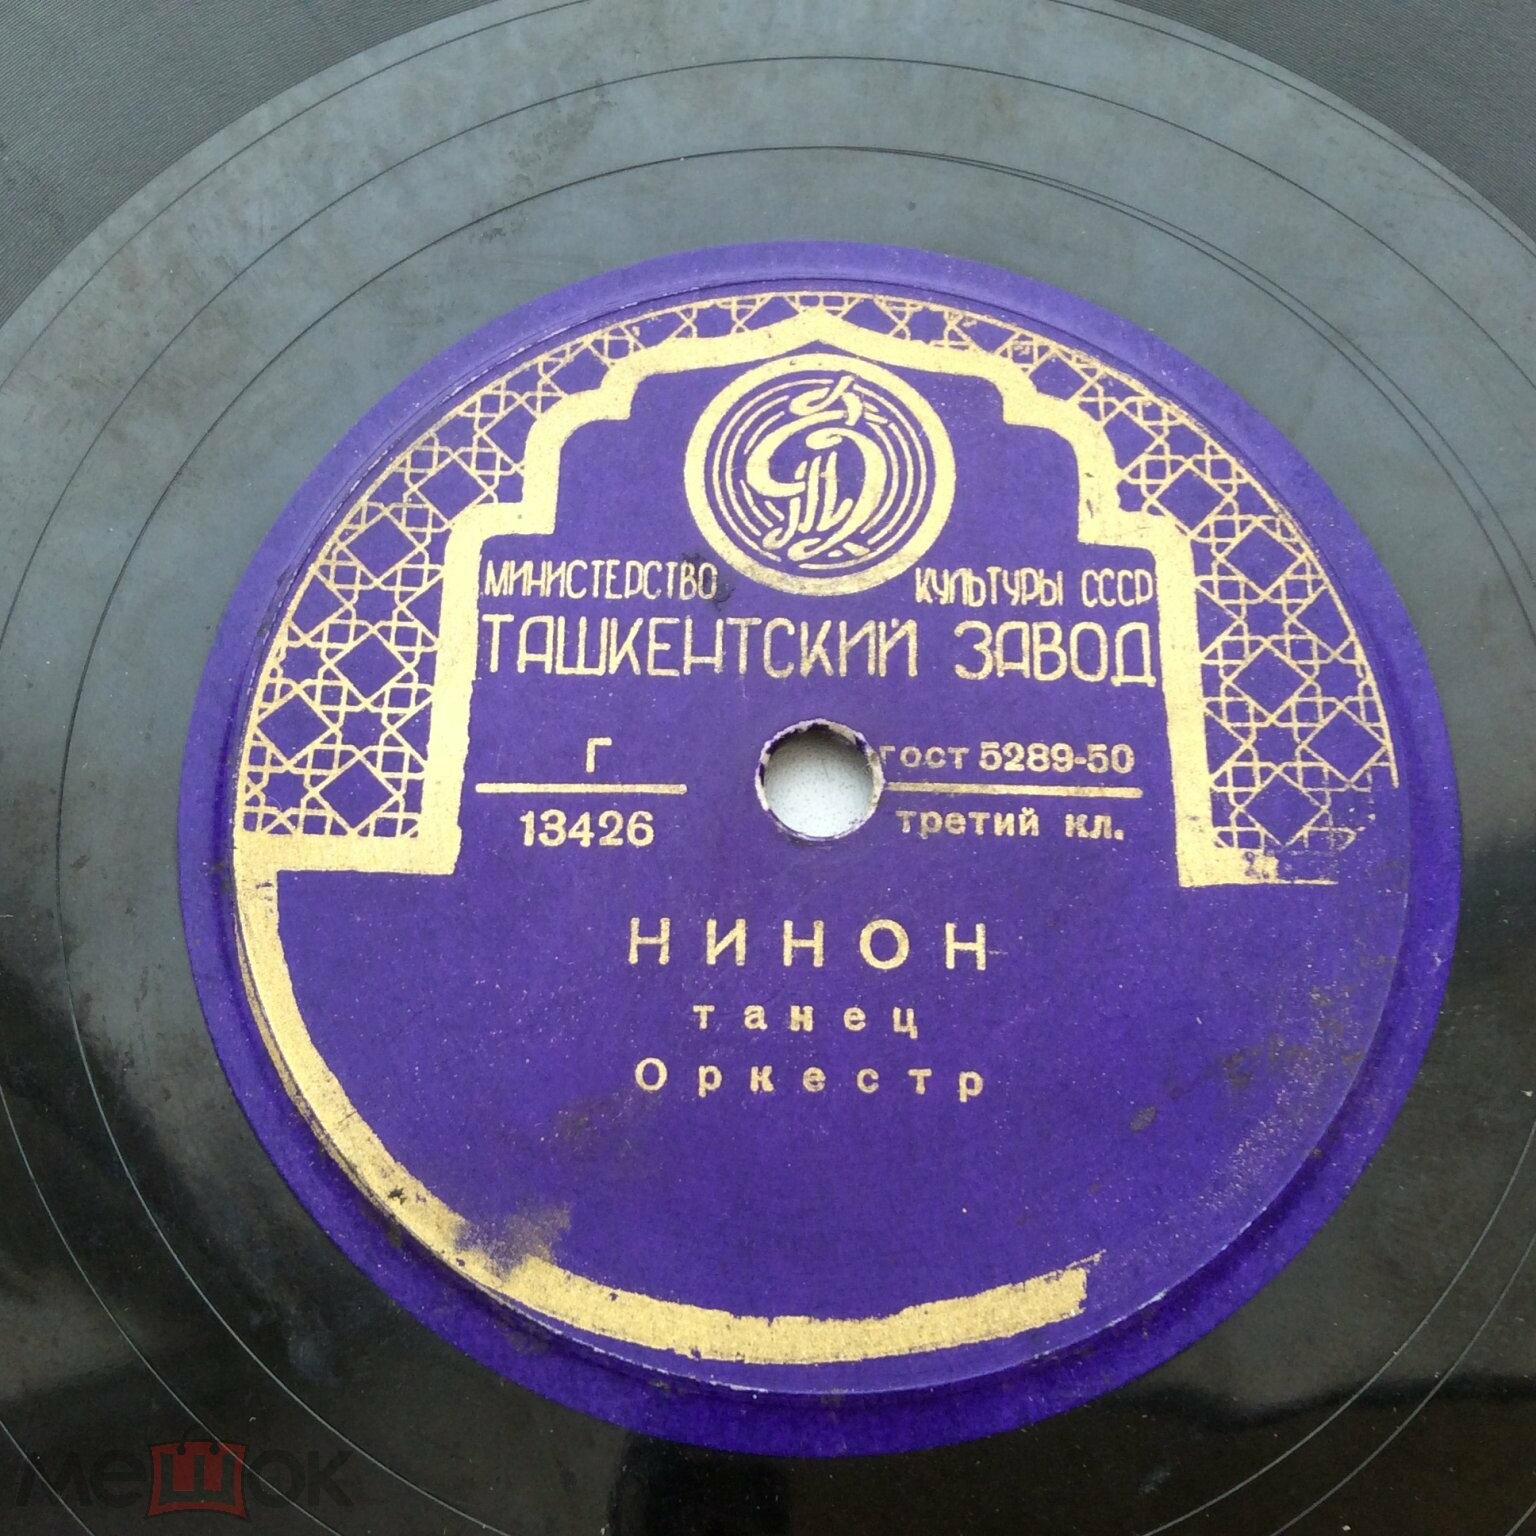 МИНИСТЕРСТВО КУЛЬТУРЫ СССР
ТАШКЕНТСКИЙ ЗАВОД
Г
13426
ГОСТ 5289-50
третий кл.
НИНОН
танец
Оркестр
мешок